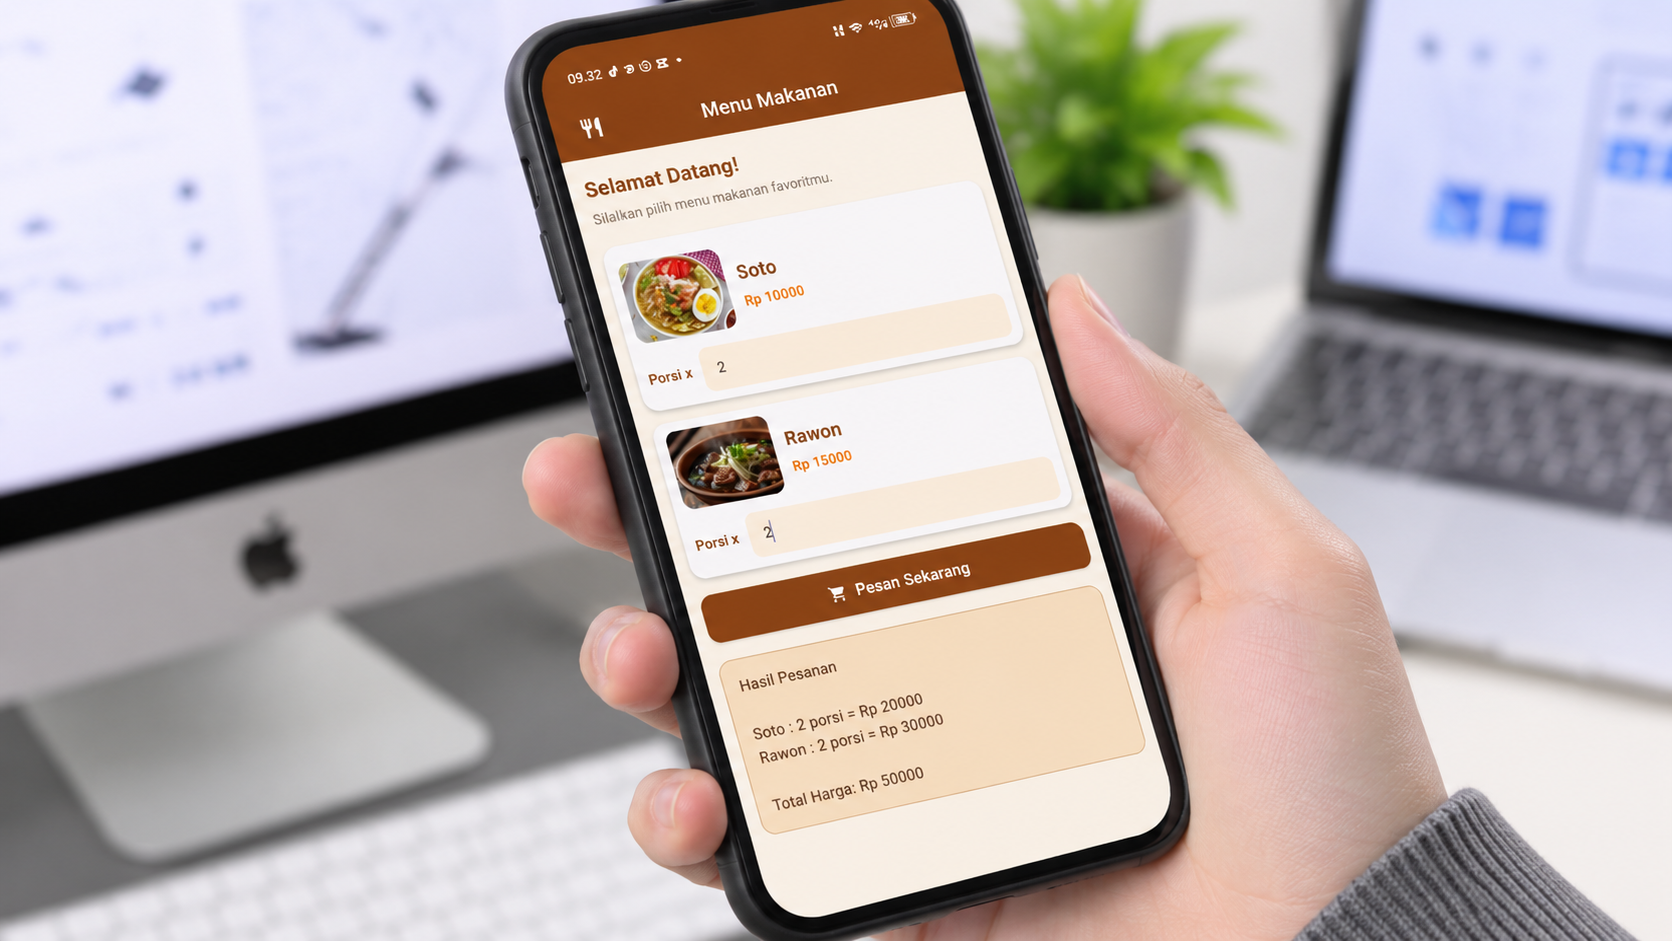 09.32
Menu Makanan
Selamat Datang!
Silalkan pilih menu makanan favoritmu.
Soto
Rp 10000
Porsi x 2
Rawon
Rp 15000
Porsi x 2
Pesan Sekarang
Hasil Pesanan
Soto : 2 porsi = Rp 20000
Rawon : 2 porsi = Rp 30000
Total Harga: Rp 50000